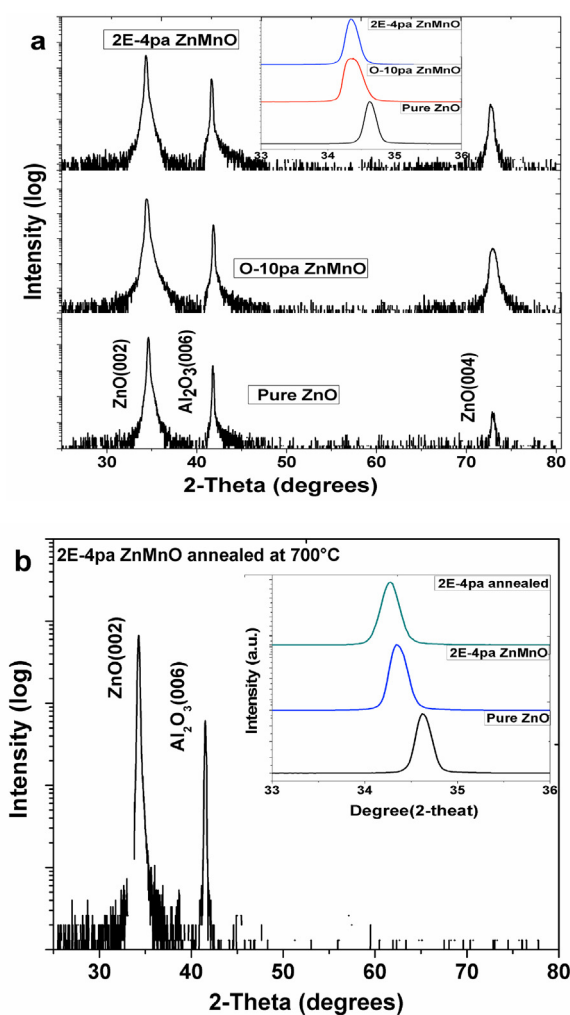 a
2E-4pa ZnMnO
2E-4pa ZnMnO
O-10pa ZnMnO
Pure ZnO
33 34 35 36
O-10pa ZnMnO
ZnO(002)
Al2O3(006)
Pure ZnO
ZnO(004)
Intensity (log)
30 40 50 60 70 80
2-Theta (degrees)
b
2E-4pa ZnMnO annealed at 700°C
ZnO(002)
Al2O3(006)
2E-4pa annealed
2E-4pa ZnMnO
Pure ZnO
Intensity (a.u.)
33 34 35 36
Degree(2-theat)
Intensity (log)
30 40 50 60 70 80
2-Theta (degrees)